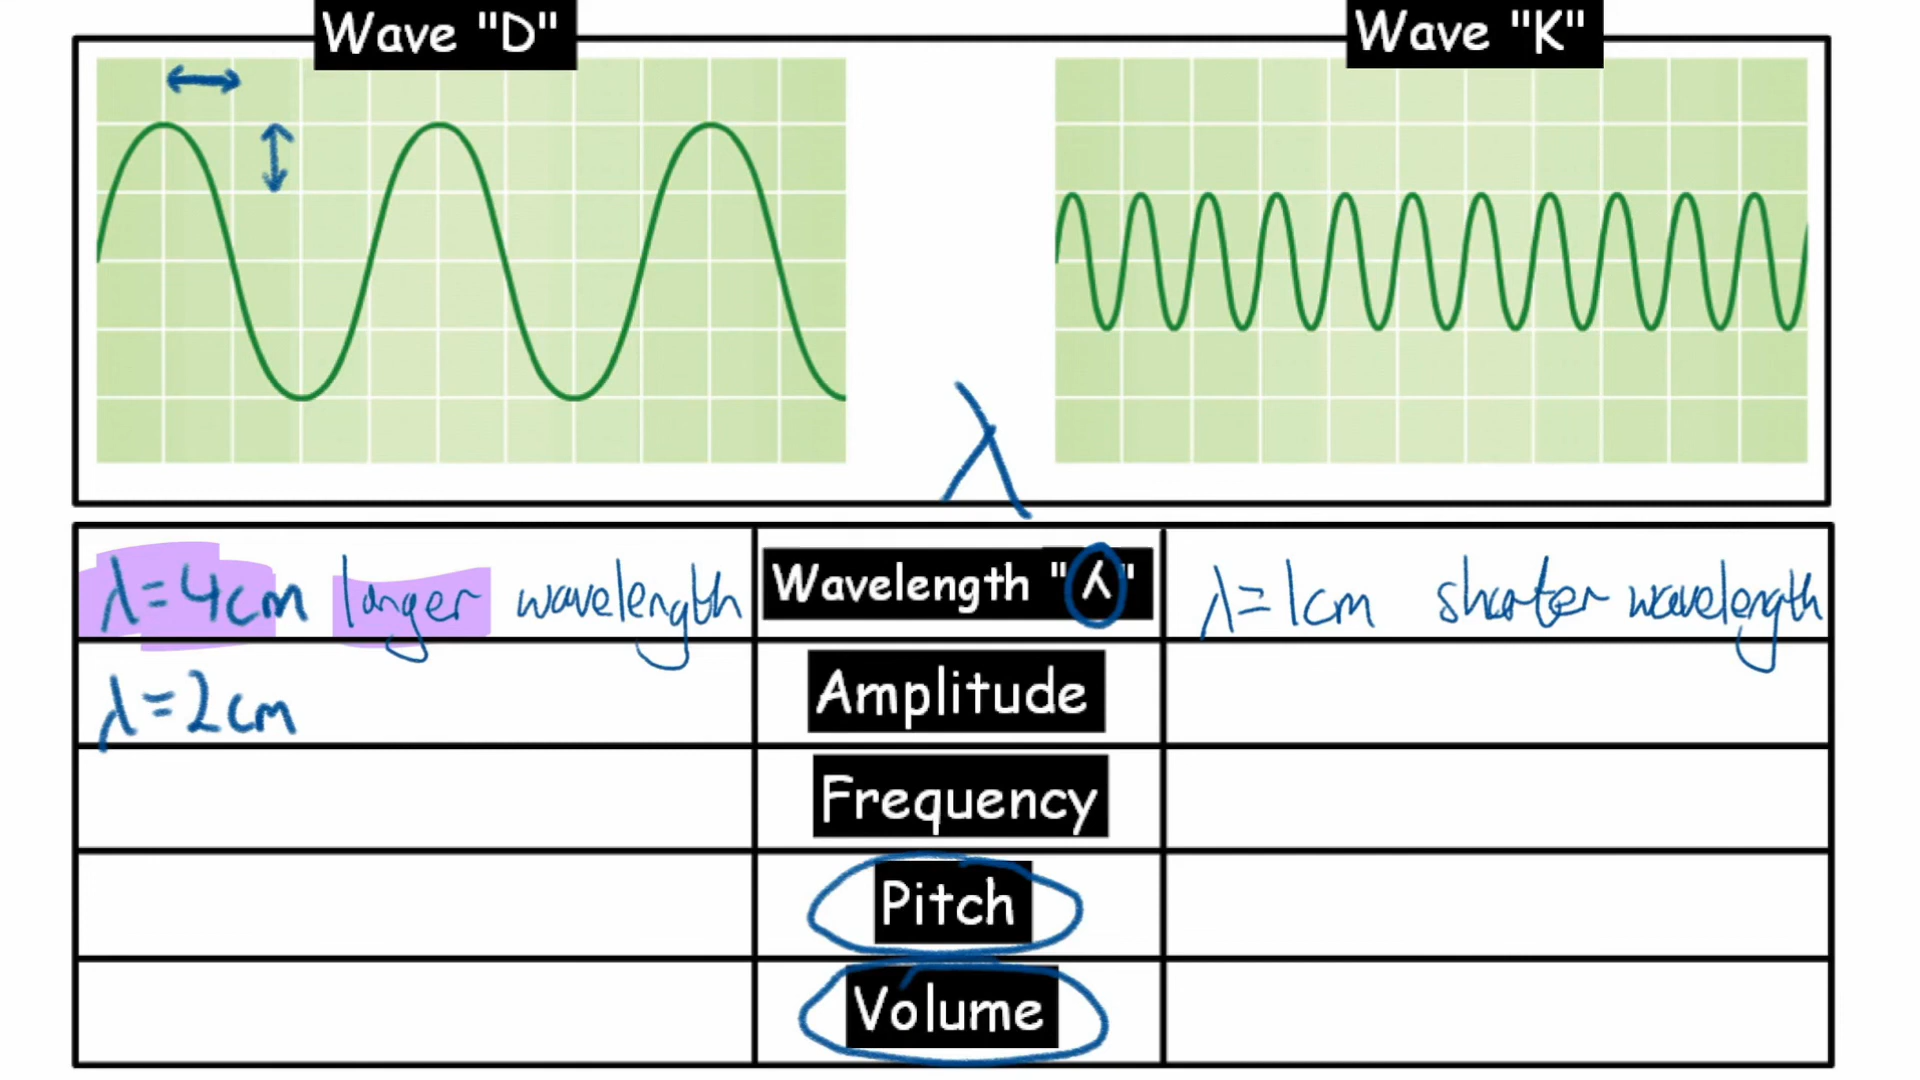 Wave "D"
Wave "K"
λ
λ=4cm longer wavelength
Wavelength "λ"
λ=1cm shorter wavelength
λ=2cm
Amplitude
Frequency
Pitch
Volume